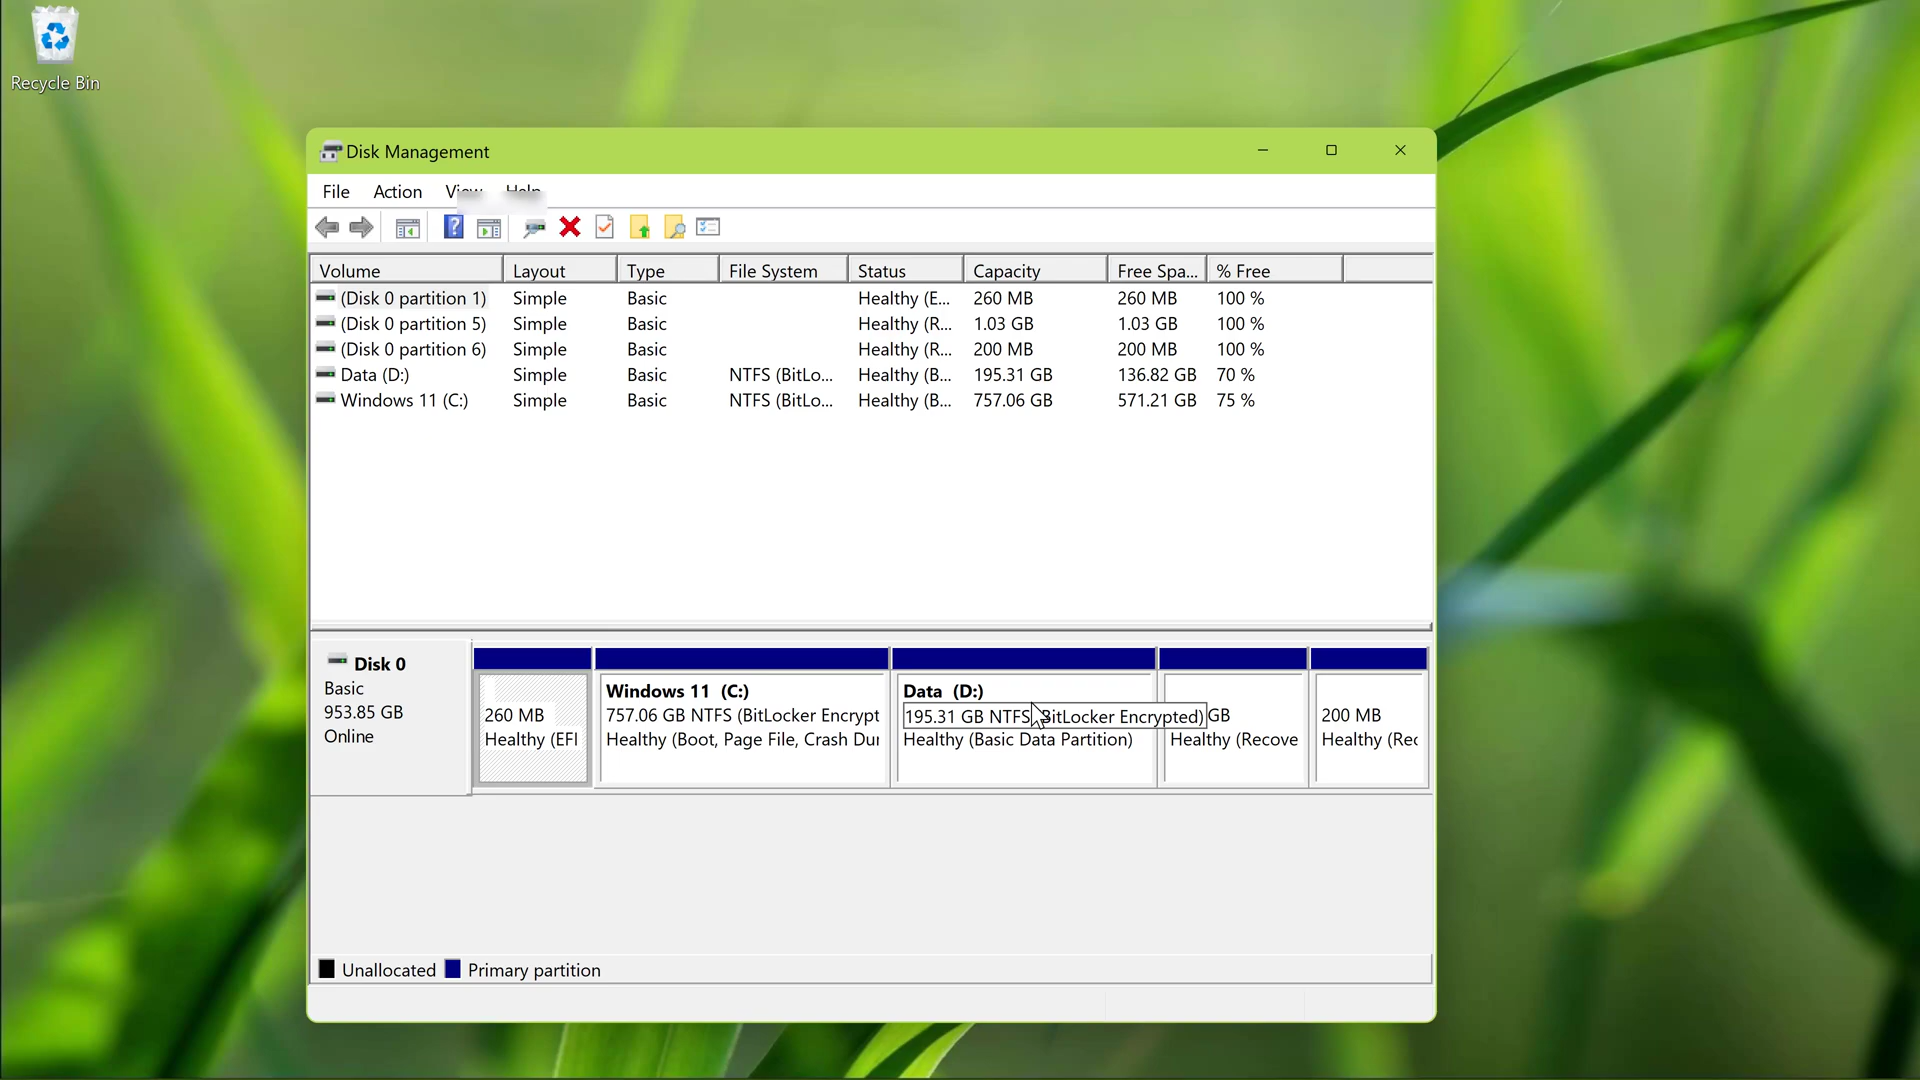 Recycle Bin
Disk Management
File Action View Help
Volume Layout Type File System Status Capacity Free Spa... % Free
(Disk 0 partition 1) Simple Basic Healthy (E... 260 MB 260 MB 100 %
(Disk 0 partition 5) Simple Basic Healthy (R... 1.03 GB 1.03 GB 100 %
(Disk 0 partition 6) Simple Basic Healthy (R... 200 MB 200 MB 100 %
Data (D:) Simple Basic NTFS (BitLo... Healthy (B... 195.31 GB 136.82 GB 70 %
Windows 11 (C:) Simple Basic NTFS (BitLo... Healthy (B... 757.06 GB 571.21 GB 75 %
Disk 0
Basic
953.85 GB
Online
260 MB
Healthy (EFI
Windows 11 (C:)
757.06 GB NTFS (BitLocker Encrypt
Healthy (Boot, Page File, Crash Dur
Data (D:)
195.31 GB NTFS BitLocker Encrypted)
Healthy (Basic Data Partition)
GB
Healthy (Recove
200 MB
Healthy (Rec
Unallocated Primary partition